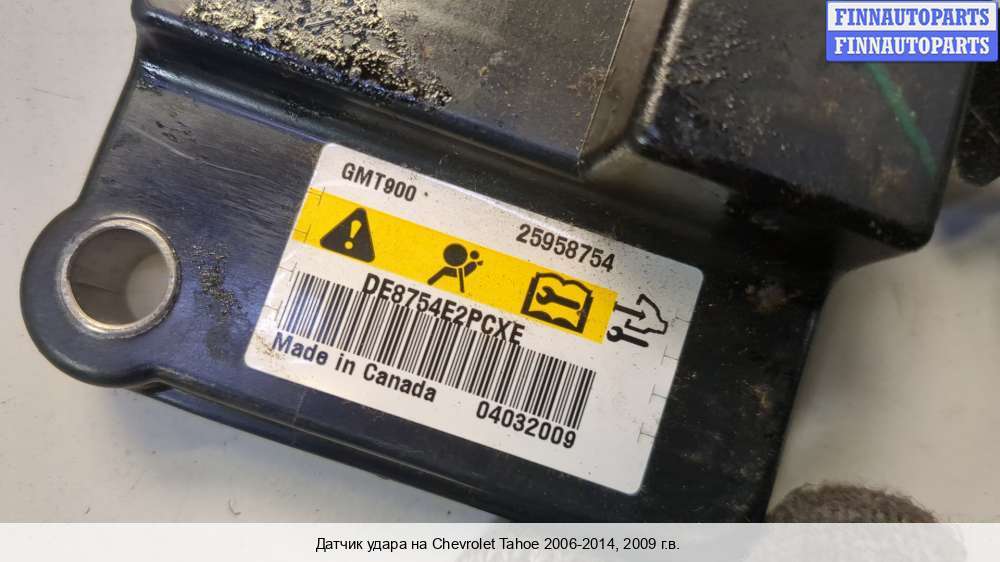 FINNAUTOPARTS
FINNAUTOPARTS
GMT900
25958754
DE8754E2PCXE
Made in Canada
04032009
Датчик удара на Chevrolet Tahoe 2006-2014, 2009 г.в.